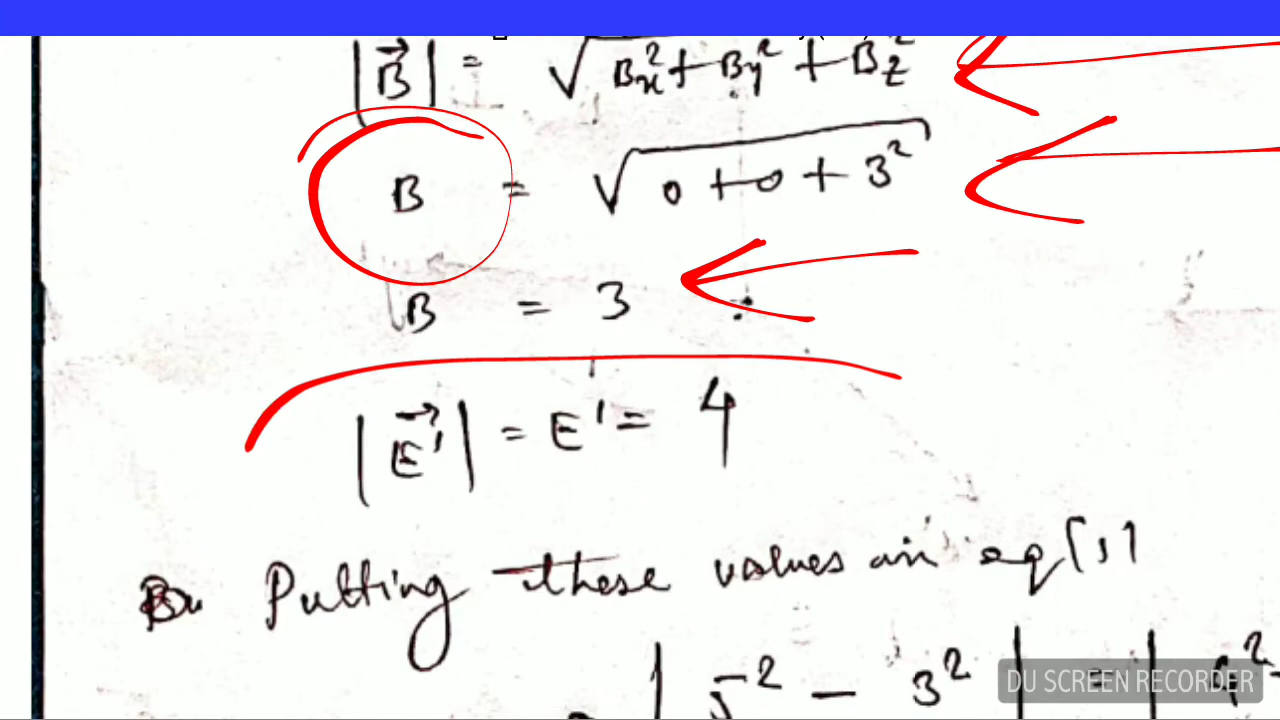 |B⃗| = √Bx² + By² + Bz²
B = √0 + 0 + 3²
B = 3
|E⃗'| = E' = 4
Putting these values in eq(1)
| 5² - 3² | = | 4²
DU SCREEN RECORDER